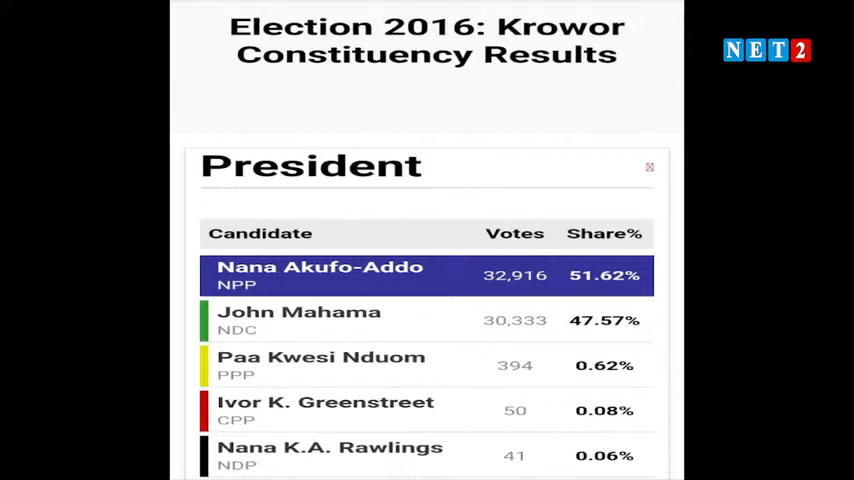 Election 2016: Krowor
Constituency Results
NET2
President
Candidate Votes Share%
Nana Akufo-Addo
NPP
32,916 51.62%
John Mahama
NDC
30,333 47.57%
Paa Kwesi Nduom
PPP
394 0.62%
Ivor K. Greenstreet
CPP
50 0.08%
Nana K.A. Rawlings
NDP
41 0.06%